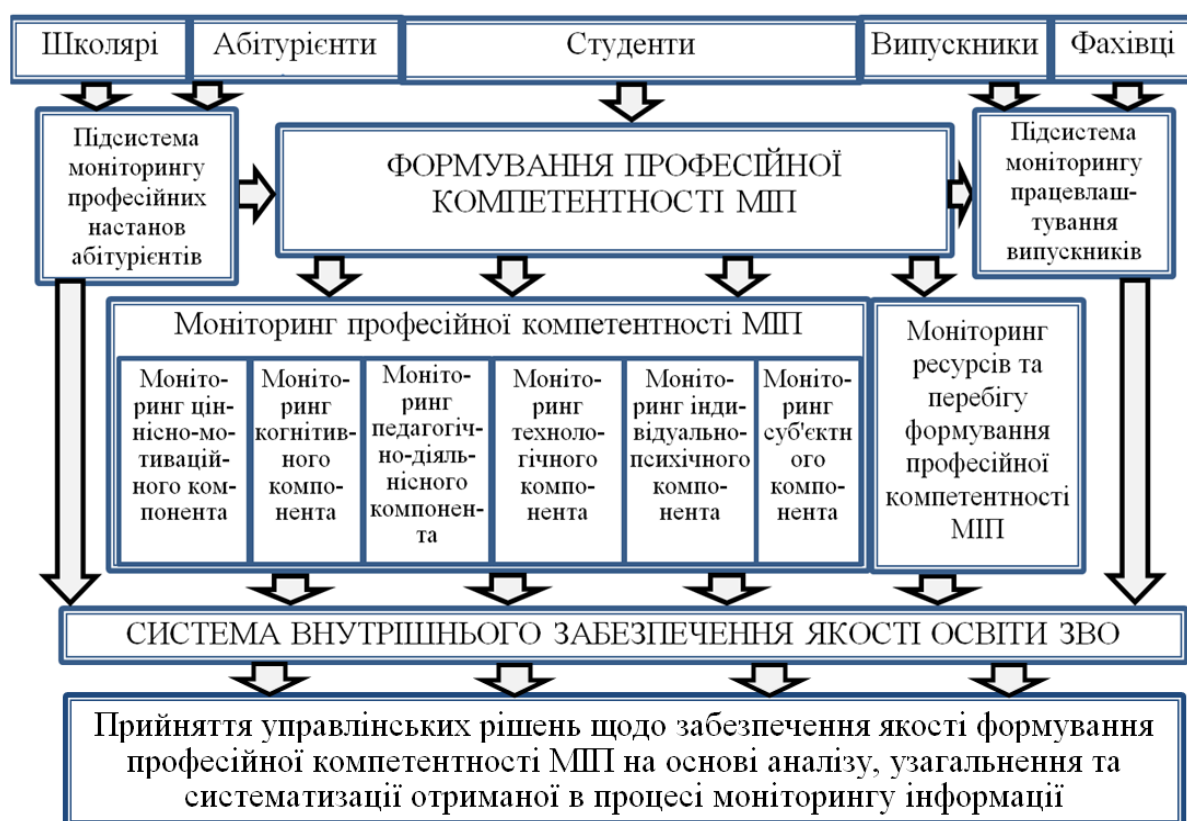 Школярі
Абітурієнти
Студенти
Випускники
Фахівці
Підсистема
моніторингу
професійних
настанов
абітурієнтів
ФОРМУВАННЯ ПРОФЕСІЙНОЇ
КОМПЕТЕНТНОСТІ МІП
Підсистема
моніторингу
працевлаш-
тування
випускників
Моніторинг професійної компетентності МІП
Моніто-
ринг цін-
нісно-мо-
тивацій-
ного ком-
понента
Моніто-
ринг
когнітив-
ного
компо-
нента
Моніто-
ринг
педагогіч-
но-діяль-
нісного
компонен-
та
Моніто-
ринг
техноло-
гічного
компо-
нента
Моніто-
ринг інди-
відуально-
психічного
компо-
нента
Моніто-
ринг
суб'єктн
ого
компо-
нента
Моніторинг
ресурсів та
перебігу
формування
професійної
компетентності
МІП
СИСТЕМА ВНУТРІШНЬОГО ЗАБЕЗПЕЧЕННЯ ЯКОСТІ ОСВІТИ ЗВО
Прийняття управлінських рішень щодо забезпечення якості формування
професійної компетентності МІП на основі аналізу, узагальнення та
систематизації отриманої в процесі моніторингу інформації